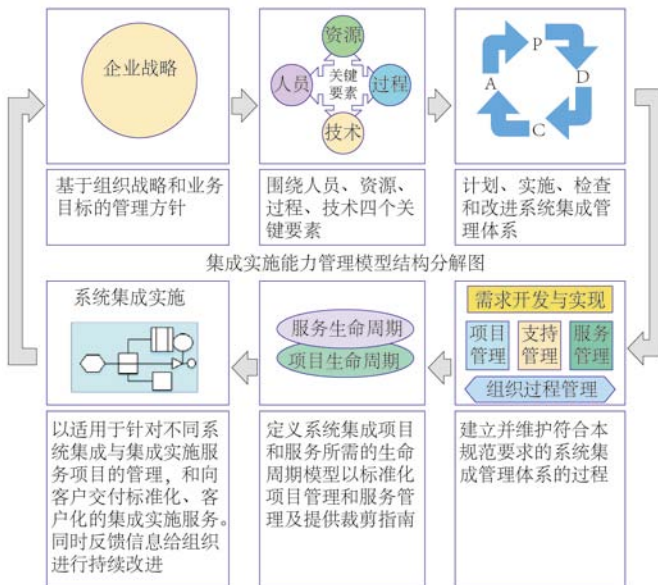 企业战略
资源
人员
关键
要素
过程
技术
P
A
D
C
基于组织战略和业务
目标的管理方针
围绕人员、资源、
过程、技术四个关
键要素
计划、实施、检查
和改进系统集成管
理体系
集成实施能力管理模型结构分解图
系统集成实施
服务生命周期
项目生命周期
需求开发与实现
项目
管理
支持
管理
服务
管理
组织过程管理
以适用于针对不同系
统集成与集成实施服
务项目的管理，和向
客户交付标准化、客
户化的集成实施服务。
同时反馈信息给组织
进行持续改进
定义系统集成项目
和服务所需的生命
周期模型以标准化
项目管理和服务管
理及提供裁剪指南
建立并维护符合本
规范要求的系统集
成管理体系的过程